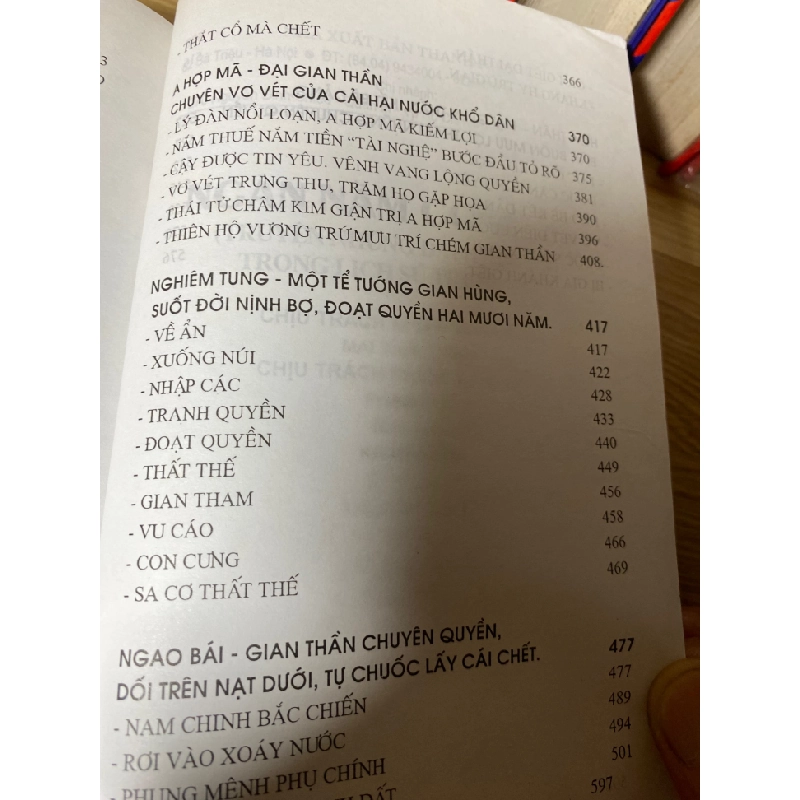 - THẮT CỔ MÀ CHẾT 366
A HỢP MÃ - ĐẠI GIAN THẦN
CHUYÊN VƠ VÉT CỦA CẢI HẠI NƯỚC KHỔ DÂN 370
- LÝ ĐÀN NỔI LOẠN, A HỢP MÃ KIẾM LỢI 370
- NẮM THUẾ NẮM TIỀN “TÀI NGHỆ” BƯỚC ĐẦU TỎ RÕ 375
- CẬY ĐƯỢC TIN YÊU, VÊNH VANG LỘNG QUYỀN 381
- VƠ VÉT TRUNG THU, TRĂM HỌ GẶP HỌA 390
- THÁI TỬ CHÂM KIM GIẬN TRỊ A HỢP MÃ 396
- THIÊN HỘ VƯƠNG TRỨ MƯU TRÍ CHÉM GIAN THẦN 408.
NGHIÊM TUNG - MỘT TỂ TƯỚNG GIAN HÙNG,
SUỐT ĐỜI NỊNH BỢ, ĐOẠT QUYỀN HAI MƯƠI NĂM. 417
- VỀ ẨN 417
- XUỐNG NÚI 422
- NHẬP CÁC 428
- TRANH QUYỀN 433
- ĐOẠT QUYỀN 440
- THẤT THẾ 449
- GIAN THAM 456
- VU CÁO 458
- CON CƯNG 466
- SA CƠ THẤT THẾ 469
NGAO BÁI - GIAN THẦN CHUYÊN QUYỀN, 477
DỐI TRÊN NẠT DƯỚI, TỰ CHUỐC LẤY CÁI CHẾT. 477
- NAM CHINH BẮC CHIẾN 489
- RƠI VÀO XOÁY NƯỚC 494
- PHỤNG MỆNH PHỤ CHÍNH 501
ĐẤT 597